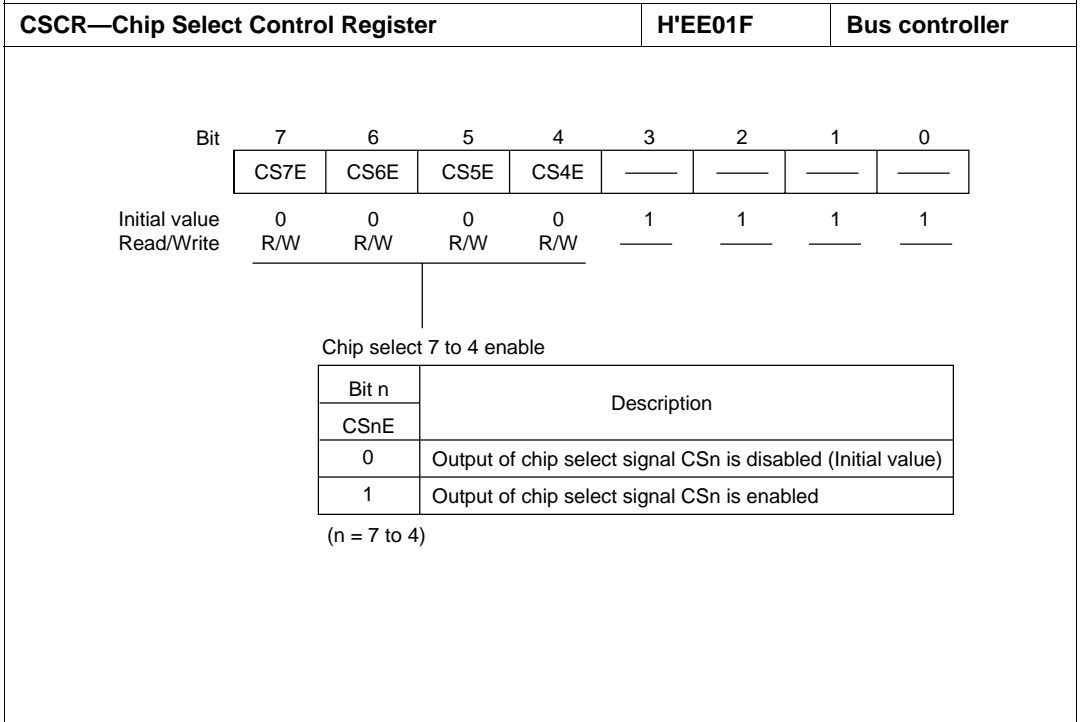 CSCR—Chip Select Control Register H'EE01F Bus controller
Bit 7 6 5 4 3 2 1 0
CS7E CS6E CS5E CS4E — — — —
Initial value 0 0 0 0 1 1 1 1
Read/Write R/W R/W R/W R/W — — — —
Chip select 7 to 4 enable
Bit n
Description
CSnE
0 Output of chip select signal CSn is disabled (Initial value)
1 Output of chip select signal CSn is enabled
(n = 7 to 4)